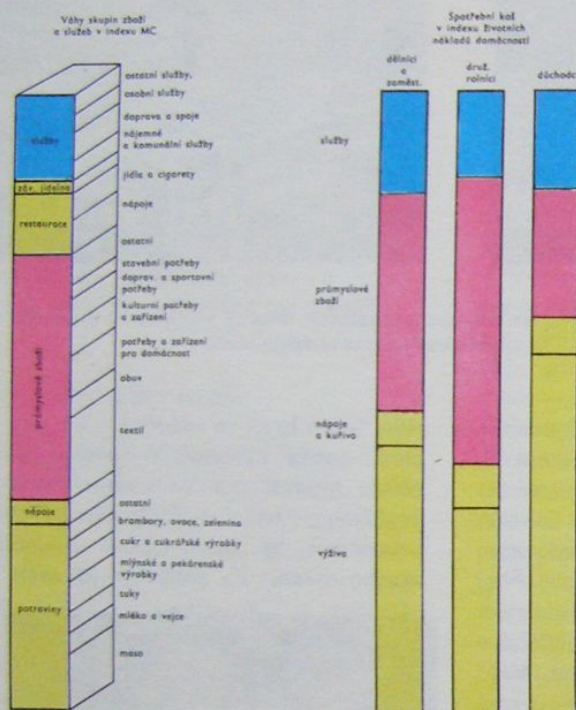 Váhy skupin zboží
a služeb v indexu MC
ostatní služby,
osobní služby
doprava a spoje
nájemné
a komunální služby
jídla a cigarety
nápoje
ostatní
stavební potřeby
doprav. a sportovní
potřeby
kulturní potřeby
a zařízení
potřeby a zařízení
pro domácnost
obuv
textil
ostatní
brambory, ovoce, zelenina
cukr a cukrářské výrobky
mlýnské a pekárenské
výrobky
tuky
mléko a vejce
maso
služby
záv. jídelna
restaurace
průmyslové zboží
nápoje
potraviny
Spotřební koš
v indexu životních
nákladů domácností
dělníci
a
zaměst.
druž.
rolníci
důchodci
služby
průmyslové
zboží
nápoje
a kuřivo
výživa